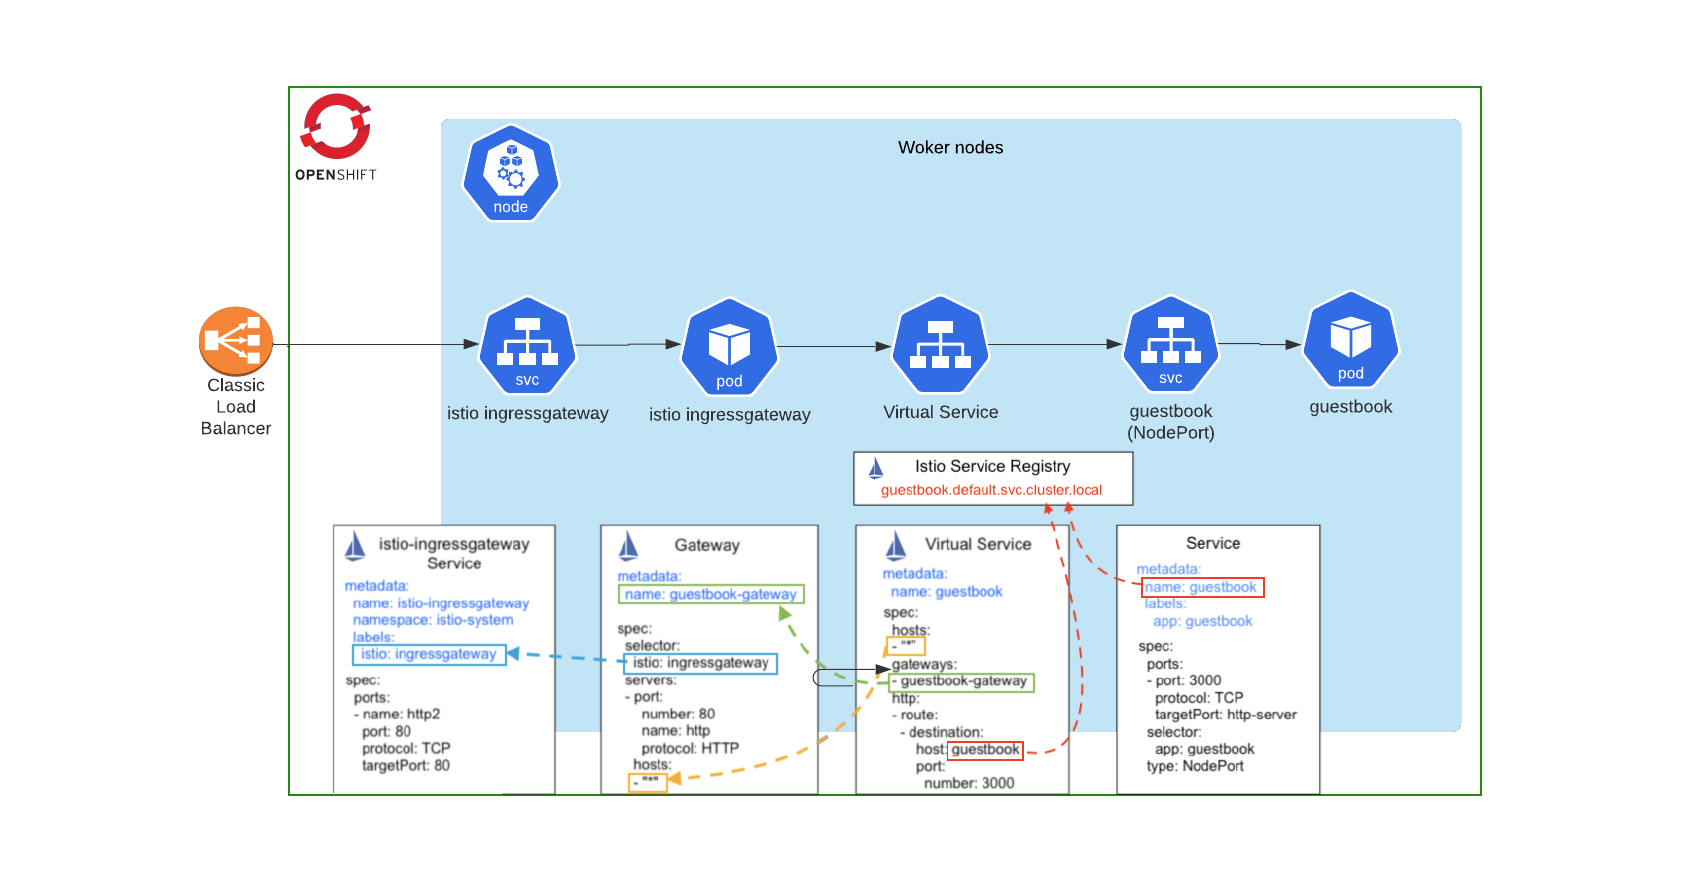 OPENSHIFT
Woker nodes
node
Classic
Load
Balancer
svc
istio ingressgateway
pod
istio ingressgateway
Virtual Service
svc
guestbook
(NodePort)
pod
guestbook
Istio Service Registry
guestbook.default.svc.cluster.local
istio-ingressgateway
Service
metadata:
name: istio-ingressgateway
namespace: istio-system
labels:
istio: ingressgateway
spec:
ports:
- name: http2
port: 80
protocol: TCP
targetPort: 80
Gateway
metadata:
name: guestbook-gateway
spec:
selector:
istio: ingressgateway
servers:
- port:
number: 80
name: http
protocol: HTTP
hosts:
- "*"
Virtual Service
metadata:
name: guestbook
spec:
hosts:
- "*"
gateways:
- guestbook-gateway
http:
- route:
- destination:
host: guestbook
port:
number: 3000
Service
metadata:
name: guestbook
labels:
app: guestbook
spec:
ports:
- port: 3000
protocol: TCP
targetPort: http-server
selector:
app: guestbook
type: NodePort